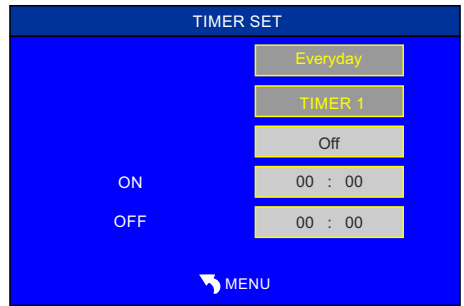 TIMER SET
Everyday
TIMER 1
Off
ON 00 : 00
OFF 00 : 00
MENU